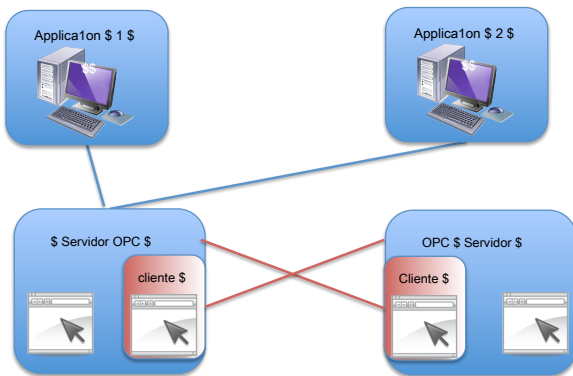 Applica1on $ 1 $
$$
Applica1on $ 2 $
$$
$ Servidor OPC $
cliente $
OPC $ Servidor $
Cliente $